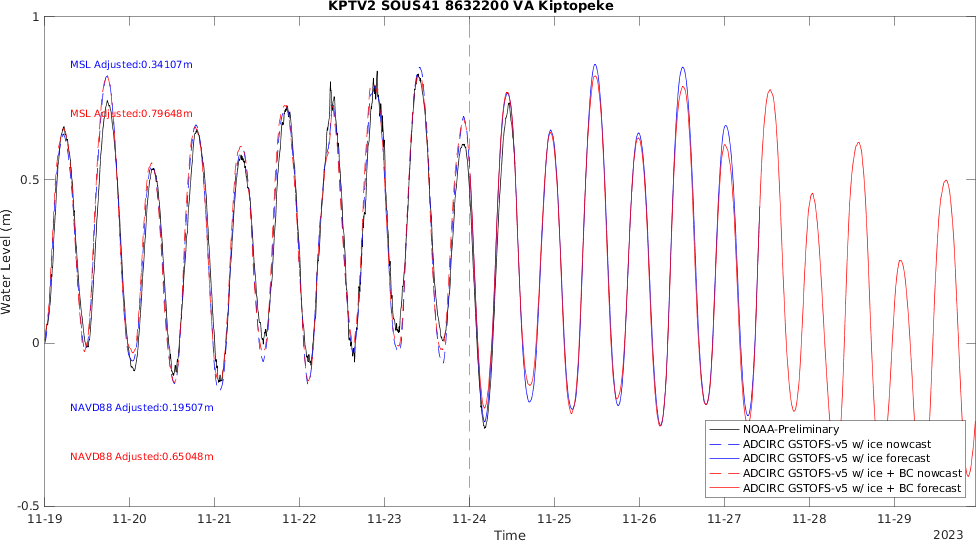 KPTV2 SOUS41 8632200 VA Kiptopeke
1
MSL Adjusted:0.34107m
MSL Adjusted:0.79648m
0.5
Water Level (m)
0
NAVD88 Adjusted:0.19507m
NAVD88 Adjusted:0.65048m
-0.5
NOAA-Preliminary
ADCIRC GSTOFS-v5 w/ ice nowcast
ADCIRC GSTOFS-v5 w/ ice forecast
ADCIRC GSTOFS-v5 w/ ice + BC nowcast
ADCIRC GSTOFS-v5 w/ ice + BC forecast
11-19 11-20 11-21 11-22 11-23 11-24 11-25 11-26 11-27 11-28 11-29
Time
2023